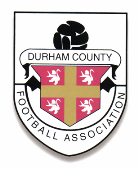 DURHAM COUNTY
FOOTBALL ASSOCIATION